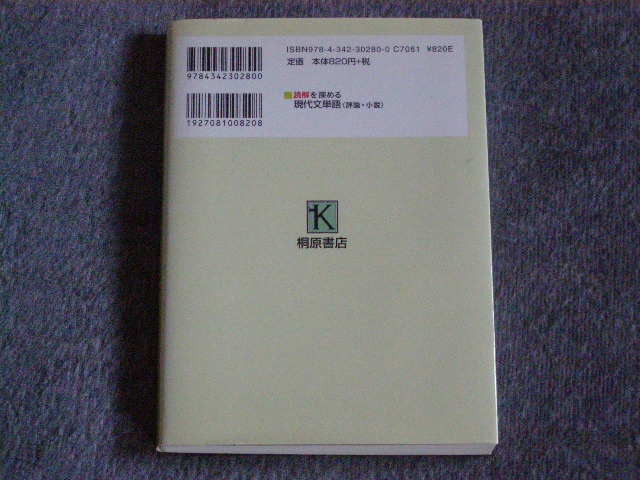 ISBN978-4-342-30280-0 C7081 ¥820E
定価 本体820円+税
9784342302800
読解を深める
現代文単語〈評論・小説〉
1927081008208
K
桐原書店